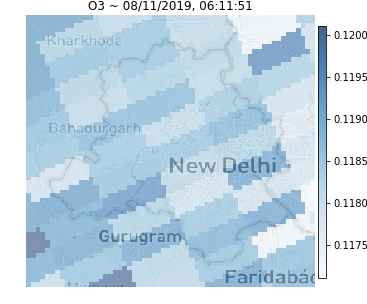 O3 ~ 08/11/2019, 06:11:51
Kharkhoda
0.1200
0.1195
0.1190
Bahadurgarh
0.1185
New Delhi
0.1180
Gurugram
0.1175
Faridabad